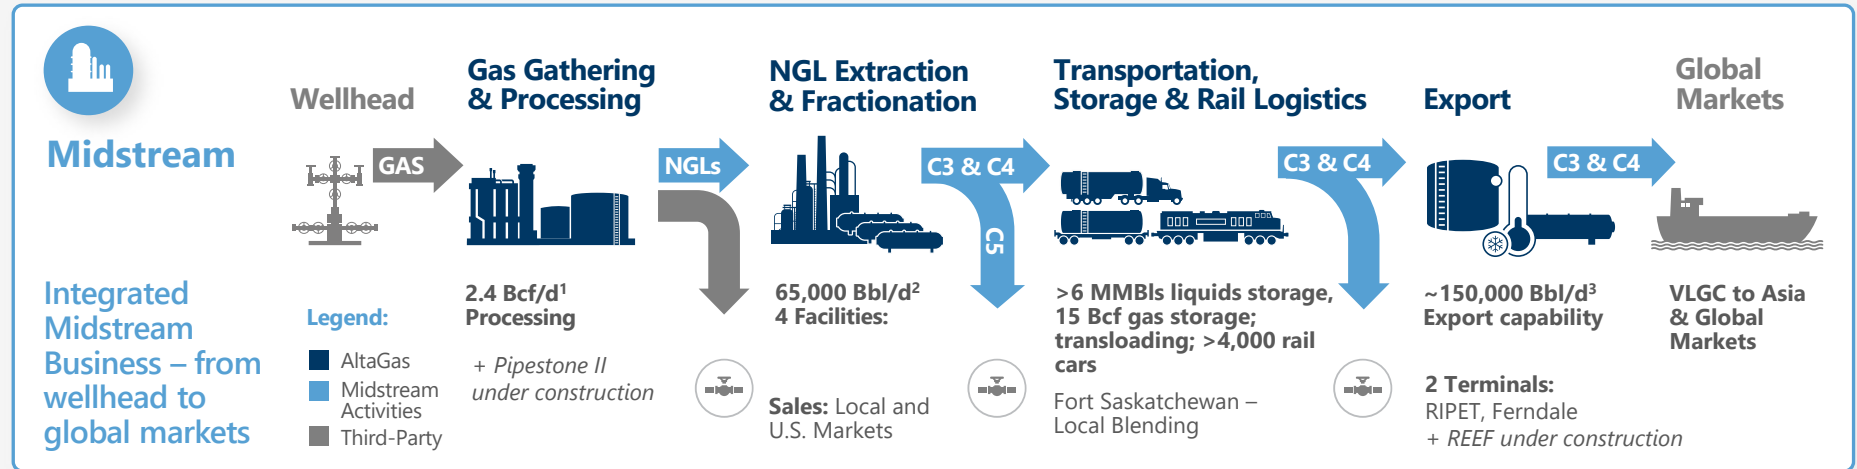 Midstream
Integrated
Midstream
Business – from
wellhead to
global markets
Wellhead
GAS
Legend:
AltaGas
Midstream
Activities
Third-Party
Gas Gathering
& Processing
2.4 Bcf/d¹
Processing
+ Pipestone II
under construction
NGLs
NGL Extraction
& Fractionation
65,000 Bbl/d²
4 Facilities:
Sales: Local and
U.S. Markets
C3 & C4
C5
Transportation,
Storage & Rail Logistics
>6 MMBls liquids storage,
15 Bcf gas storage;
transloading; >4,000 rail
cars
Fort Saskatchewan –
Local Blending
C3 & C4
Export
~150,000 Bbl/d³
Export capability
2 Terminals:
RIPET, Ferndale
+ REEF under construction
C3 & C4
Global
Markets
VLGC to Asia
& Global
Markets